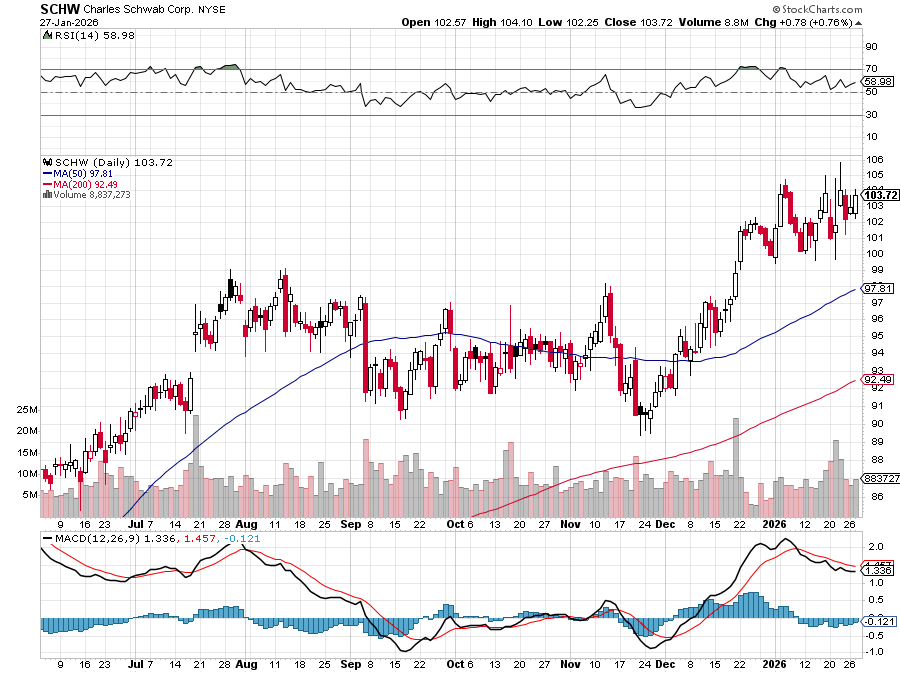 SCHW Charles Schwab Corp. NYSE
© StockCharts.com
27-Jan-2026
Open 102.57 High 104.10 Low 102.25 Close 103.72 Volume 8.8M Chg +0.78 (+0.76%)
RSI(14) 58.98
90
70
58.98
50
30
10
SCHW (Daily) 103.72
MA(50) 97.81
MA(200) 92.49
Volume 8,837,273
106
105
103.72
103
102
101
100
99
97.81
97
96
95
94
93
92.49
92
91
90
89
88
883727
86
25M
20M
15M
10M
5M
9 16 23 Jul 7 14 21 28 Aug 11 18 25 Sep 8 15 22 Oct 6 13 20 27 Nov 10 17 24 Dec 8 15 22 2026 12 20 26
MACD(12,26,9) 1.336, 1.457, -0.121
2.0
1.457
1.336
1.0
0.5
0.0
-0.121
-0.5
-1.0
9 16 23 Jul 7 14 21 28 Aug 11 18 25 Sep 8 15 22 Oct 6 13 20 27 Nov 10 17 24 Dec 8 15 22 2026 12 20 26